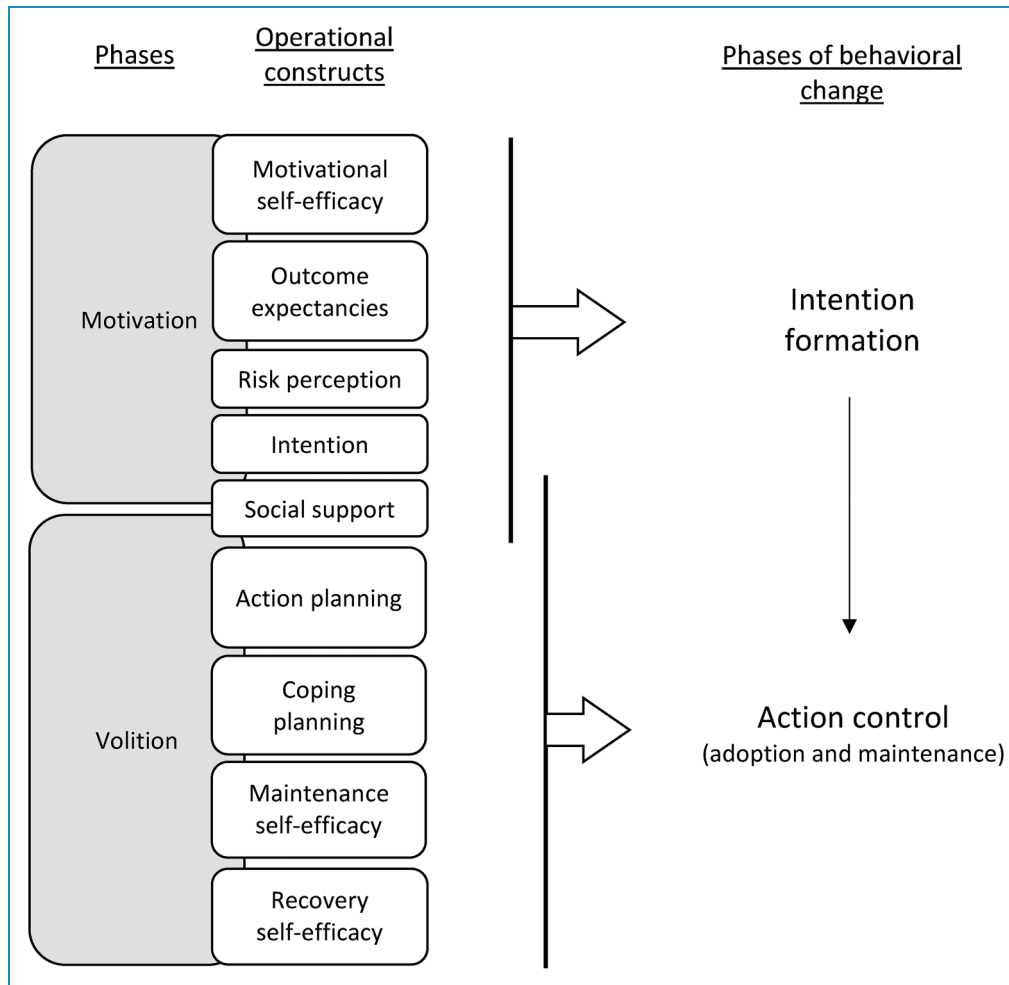 Phases
Operational
constructs
Phases of behavioral
change
Motivation
Motivational
self-efficacy
Outcome
expectancies
Risk perception
Intention
Social support
Intention
formation
Volition
Action planning
Coping
planning
Maintenance
self-efficacy
Recovery
self-efficacy
Action control
(adoption and maintenance)